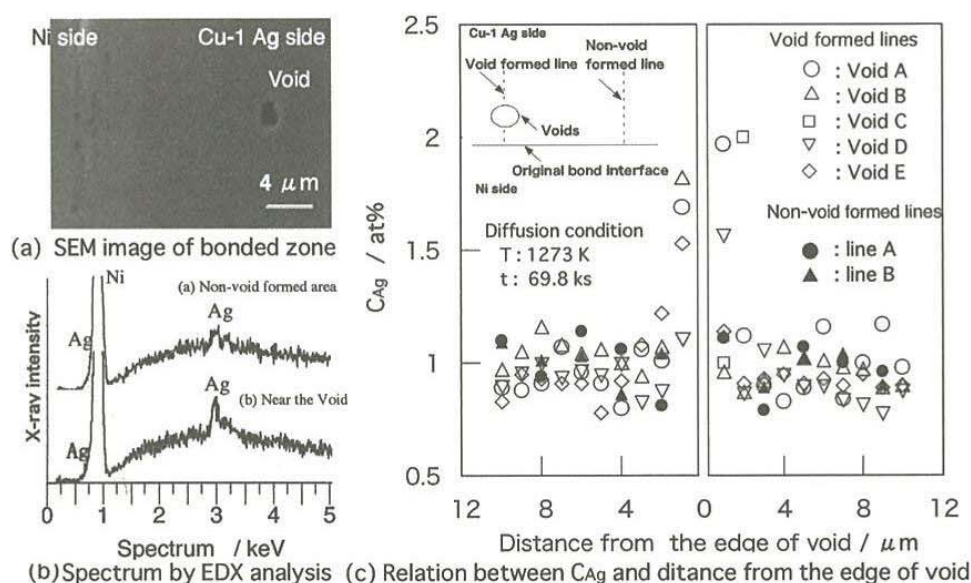 Ni side
Cu-1 Ag side
Void
4 μm
(a) SEM image of bonded zone
Ni
(a) Non-void formed area
Ag
Ag
Ag
(b) Near the Void
Ag
X-ray intensity
0 1 2 3 4 5
Spectrum / keV
(b)Spectrum by EDX analysis
2.5
2
1.5
1
0.5
CAg / at%
Cu-1 Ag side
Void formed line
Non-void formed line
Voids
Original bond Interface
Ni side
Diffusion condition
T: 1273 K
t: 69.8 ks
Void formed lines
○ : Void A
△ : Void B
□ : Void C
▽ : Void D
◇ : Void E
Non-void formed lines
● : line A
▲ : line B
12 8 4 0 4 8 12
Distance from the edge of void / μm
(c) Relation between CAg and ditance from the edge of void